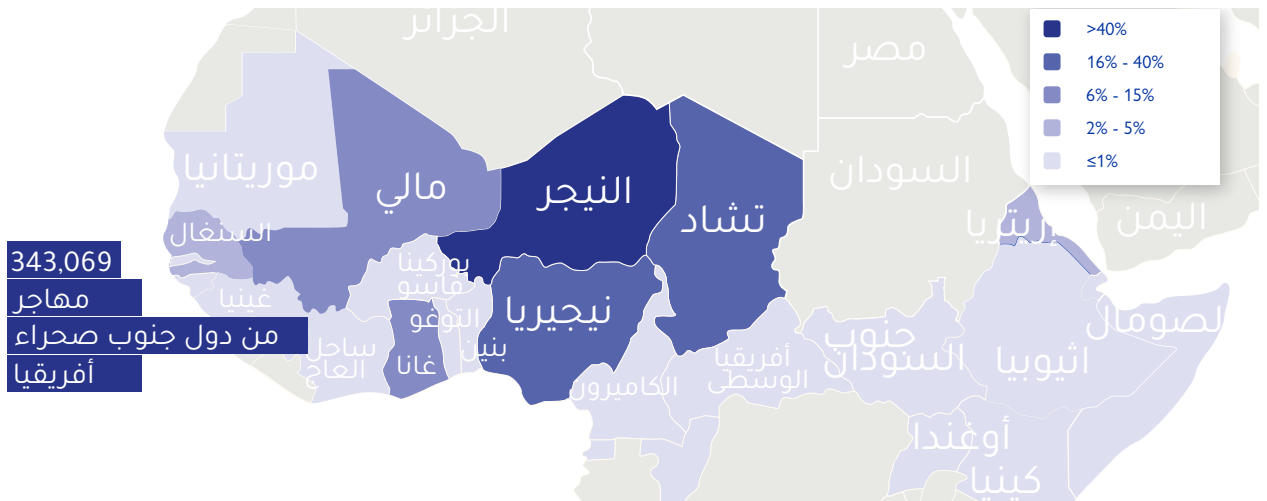 الجزائر
مصر
>40%
16% - 40%
6% - 15%
2% - 5%
≤1%
موريتانيا
مالي
النيجر
تشاد
السودان
إريتريا
اليمن
السنغال
343,069
مهاجر
من دول جنوب صحراء
أفريقيا
بوركينا
فاسو
غينيا
التوغو
نيجيريا
بنين
غانا
ساحل
العاج
الكاميرون
أفريقيا
الوسطى
جنوب
السودان
اثيوبيا
الصومال
أوغندا
كينيا